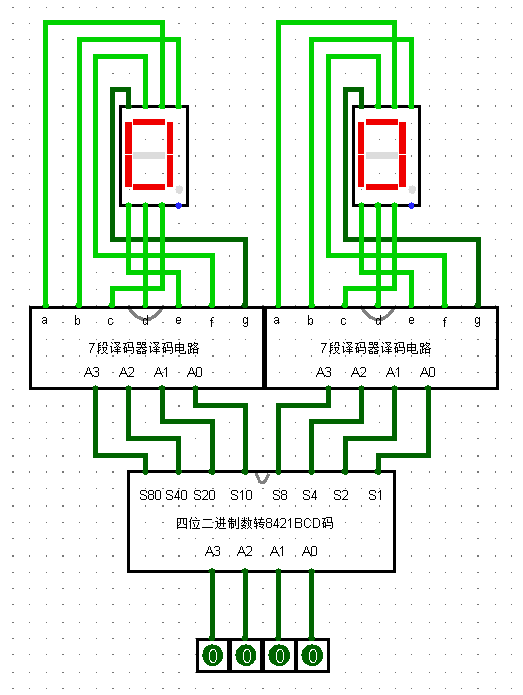 a b c d e f g a b c d e f g
7段译码器译码电路 7段译码器译码电路
A3 A2 A1 A0 A3 A2 A1 A0
S80 S40 S20 S10 S8 S4 S2 S1
四位二进制数转8421BCD码
A3 A2 A1 A0
0 0 0 0